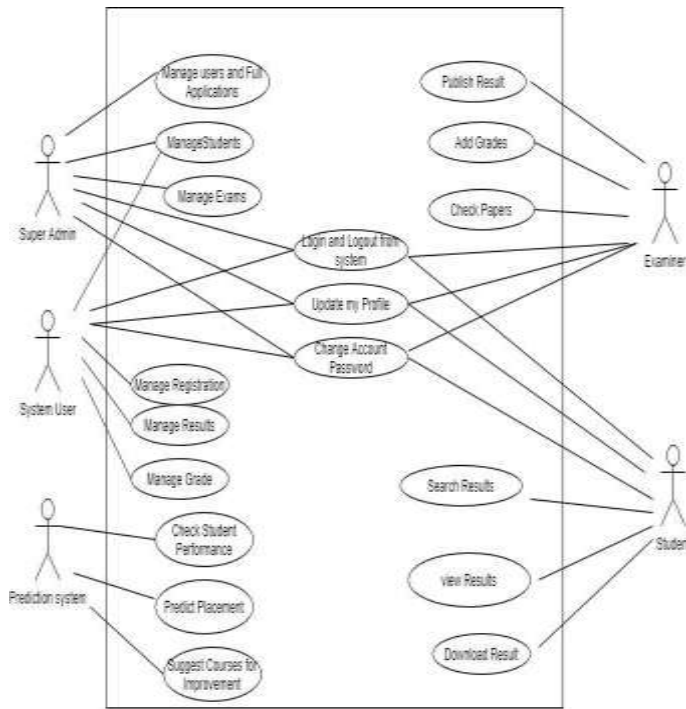 Manage users and Full
Applications
ManageStudents
Manage Exams
Super Admin
Publish Result
Add Grades
Check Papers
Examiner
Login and Logout from
system
Update my Profile
Change Account
Password
System User
Manage Registration
Manage Results
Manage Grade
Search Results
Student
Check Student
Performance
Prediction system
Predict Placement
view Results
Suggest Courses for
Improvement
Download Result